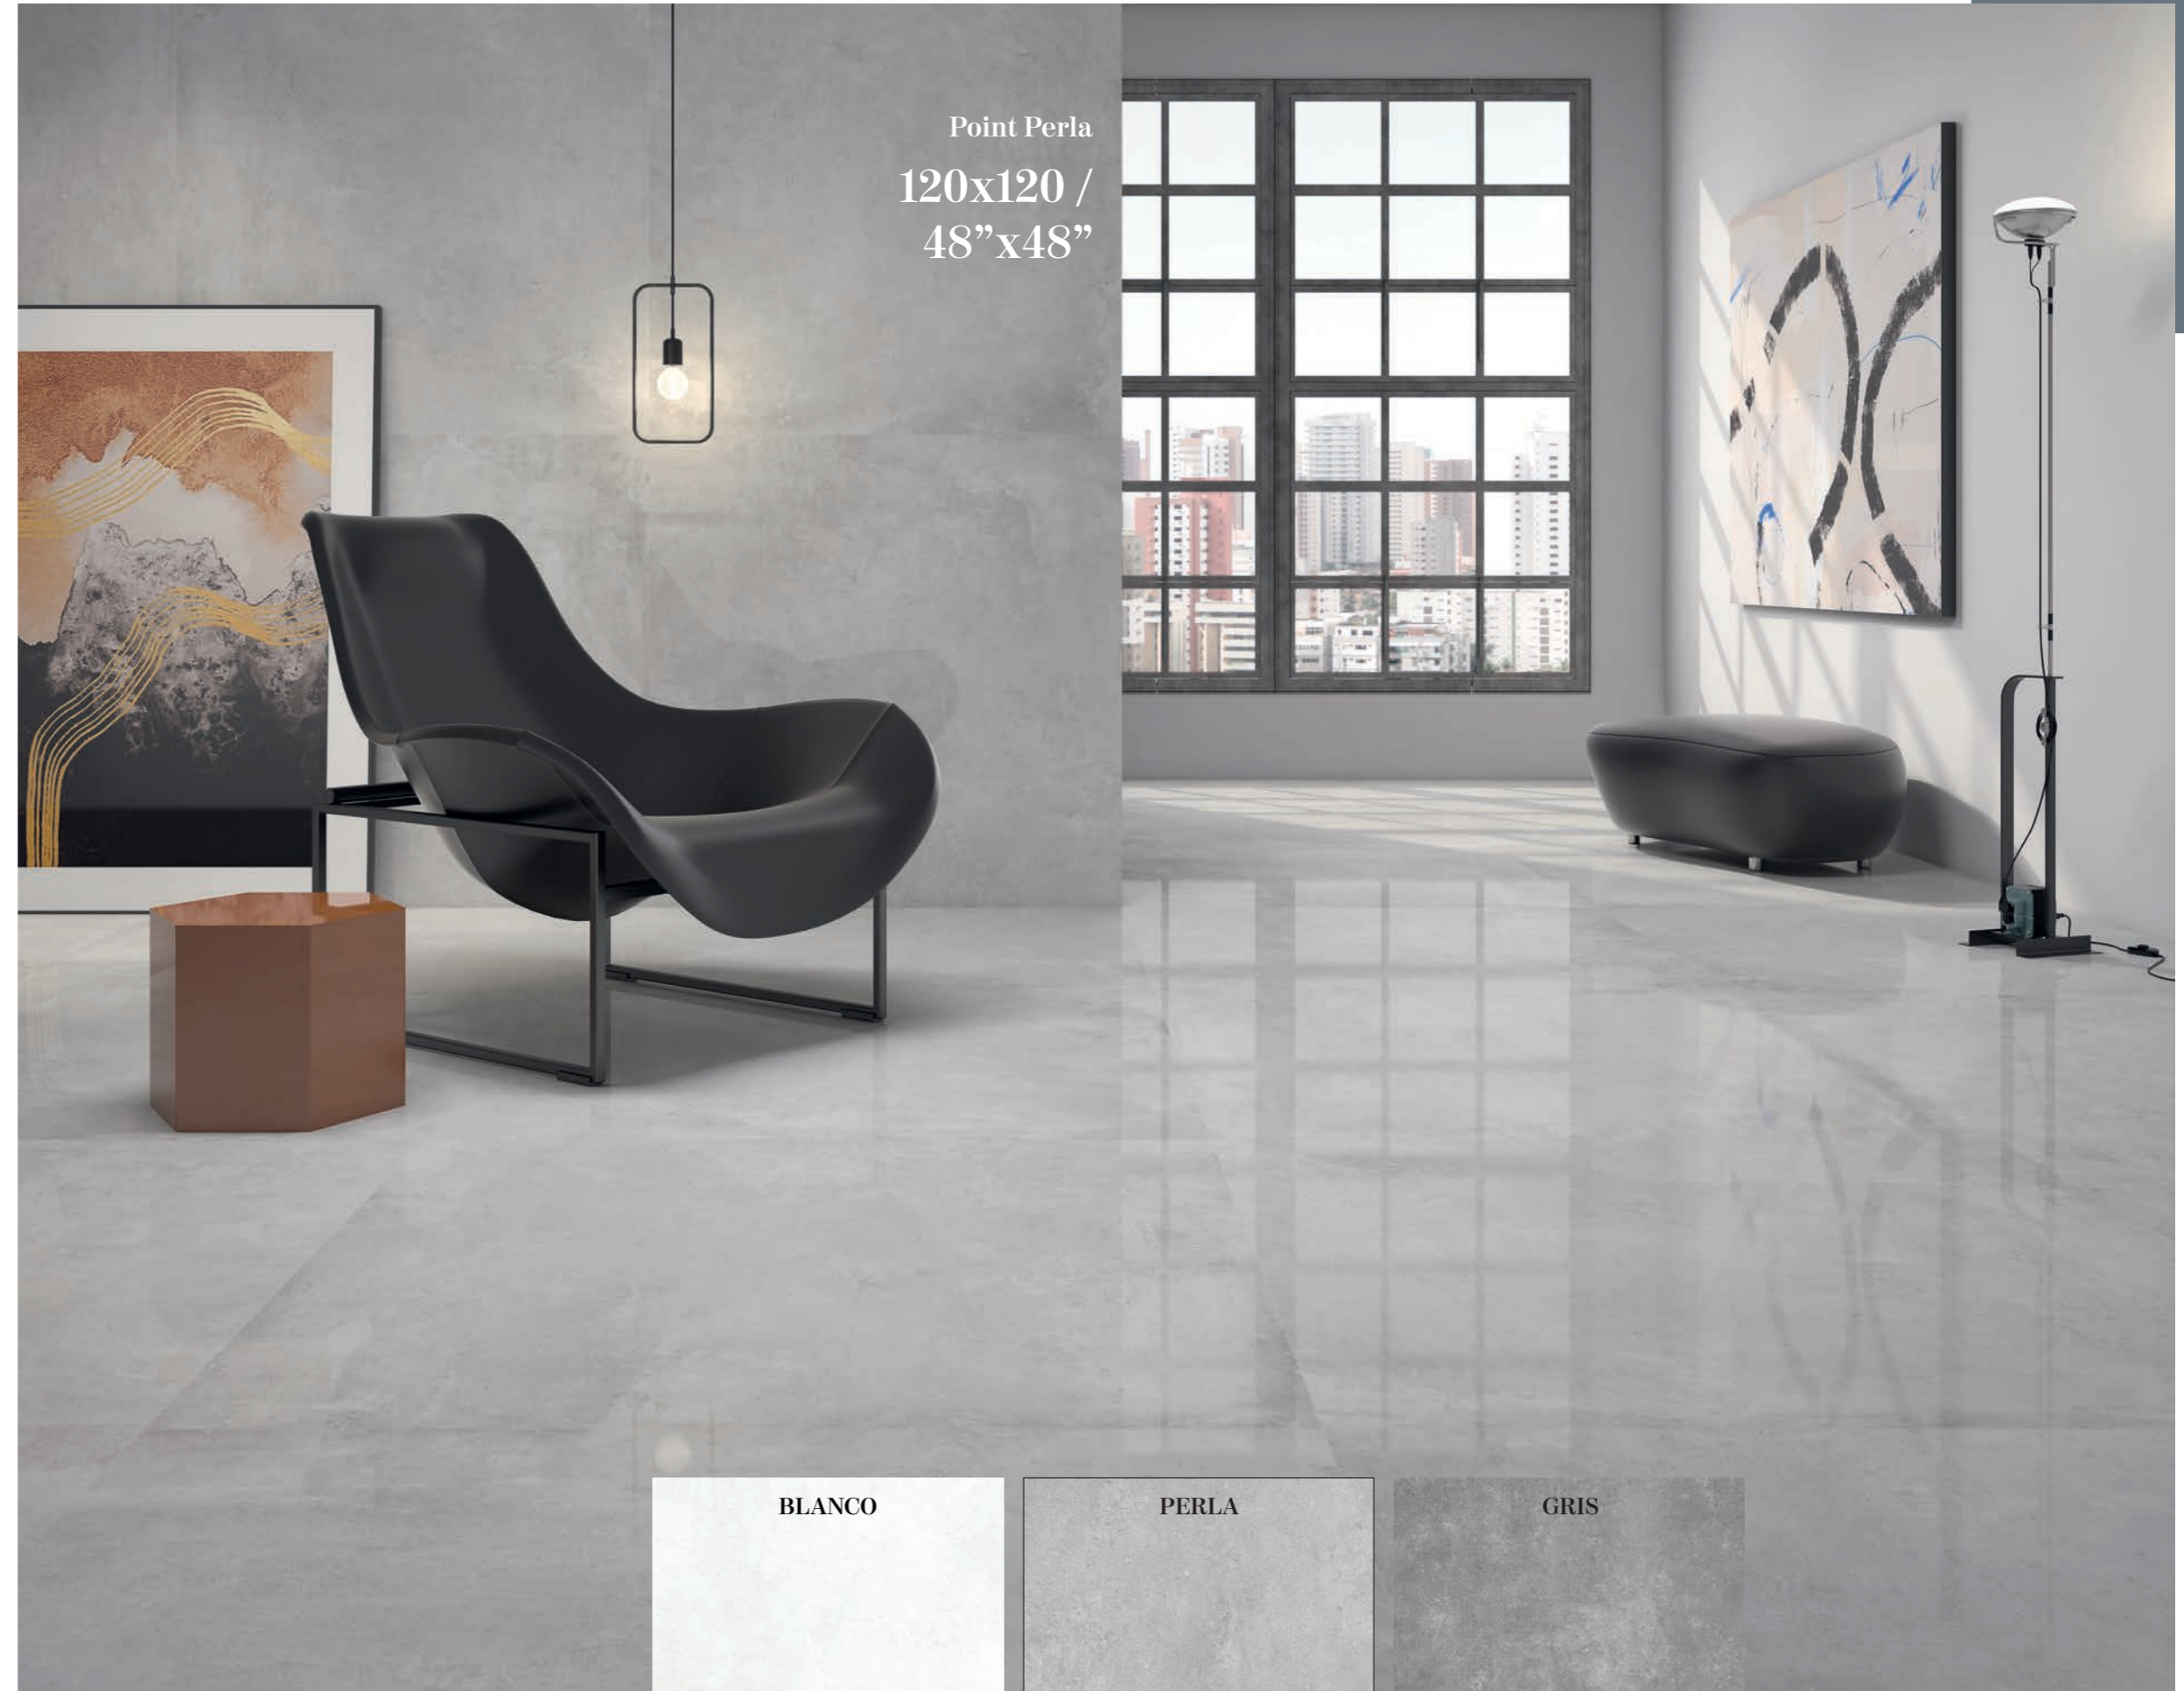 Point Perla
120x120 /
48”x48”
BLANCO
PERLA
GRIS